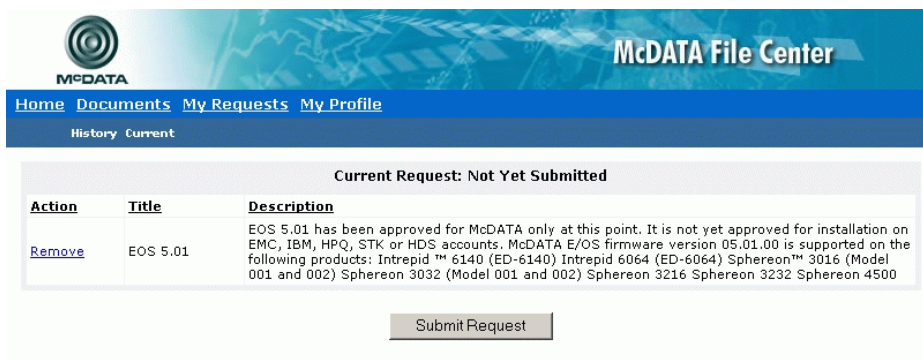 McDATA File Center
McDATA
Home Documents My Requests My Profile
History Current
Current Request: Not Yet Submitted
Action Title Description
EOS 5.01 has been approved for McDATA only at this point. It is not yet approved for installation on
EMC, IBM, HPQ, STK or HDS accounts. McDATA E/OS firmware version 05.01.00 is supported on the
Remove EOS 5.01
following products: Intrepid ™ 6140 (ED-6140) Intrepid 6064 (ED-6064) Sphereon™ 3016 (Model
001 and 002) Sphereon 3032 (Model 001 and 002) Sphereon 3216 Sphereon 3232 Sphereon 4500
Submit Request